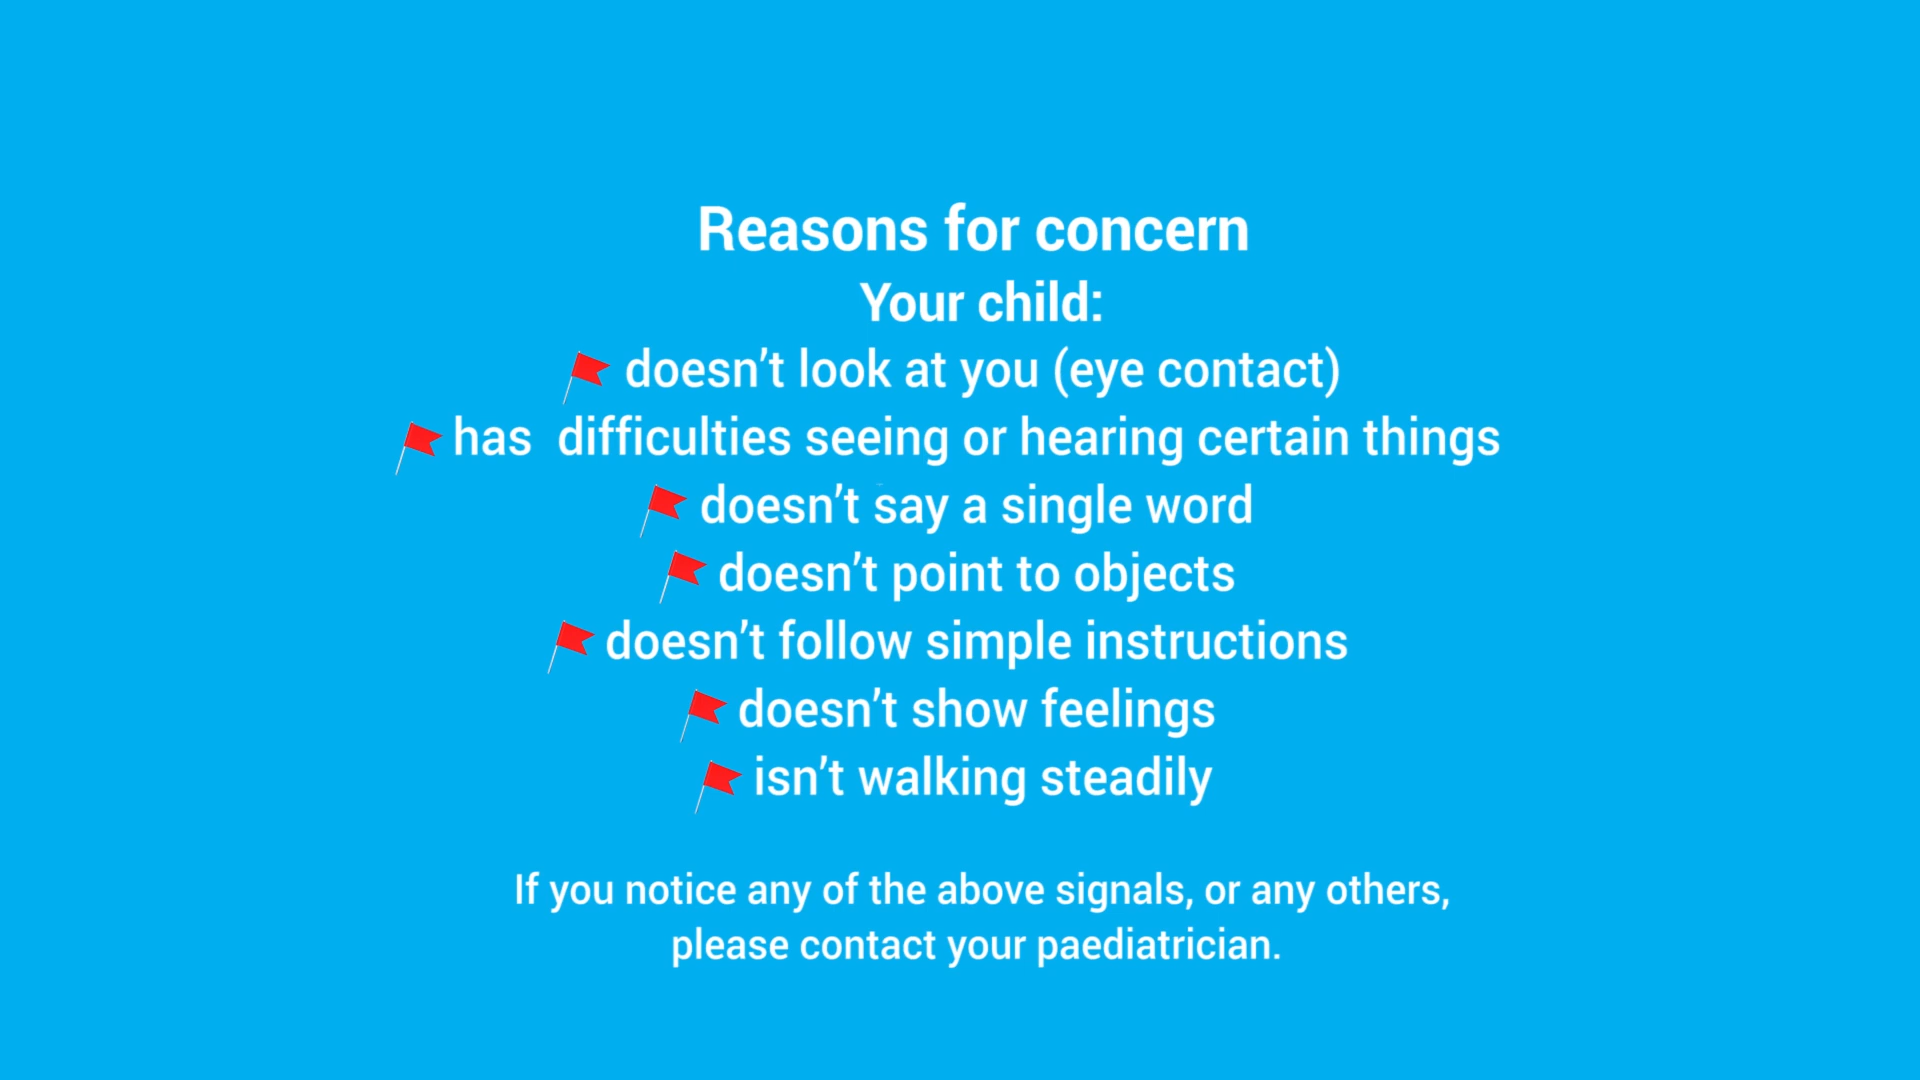 Reasons for concern
Your child:
doesn’t look at you (eye contact)
has difficulties seeing or hearing certain things
doesn’t say a single word
doesn’t point to objects
doesn’t follow simple instructions
doesn’t show feelings
isn’t walking steadily
If you notice any of the above signals, or any others,
please contact your paediatrician.